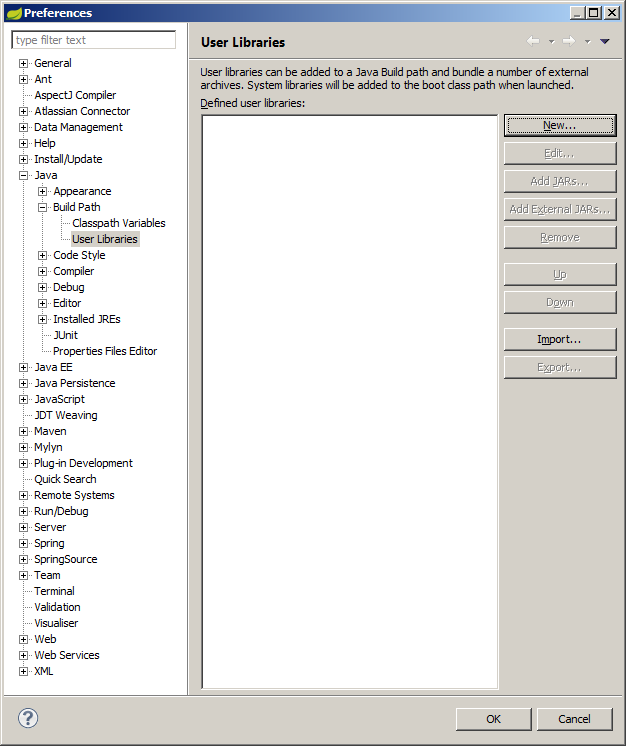 Preferences
type filter text
General
Ant
AspectJ Compiler
Atlassian Connector
Data Management
Help
Install/Update
Java
Appearance
Build Path
Classpath Variables
User Libraries
Code Style
Compiler
Debug
Editor
Installed JREs
JUnit
Properties Files Editor
Java EE
Java Persistence
JavaScript
JDT Weaving
Maven
Mylyn
Plug-in Development
Quick Search
Remote Systems
Run/Debug
Server
Spring
SpringSource
Team
Terminal
Validation
Visualiser
Web
Web Services
XML
User Libraries
User libraries can be added to a Java Build path and bundle a number of external
archives. System libraries will be added to the boot class path when launched.
Defined user libraries:
New...
Edit...
Add JARs...
Add External JARs...
Remove
Up
Down
Import...
Export...
?
OK
Cancel